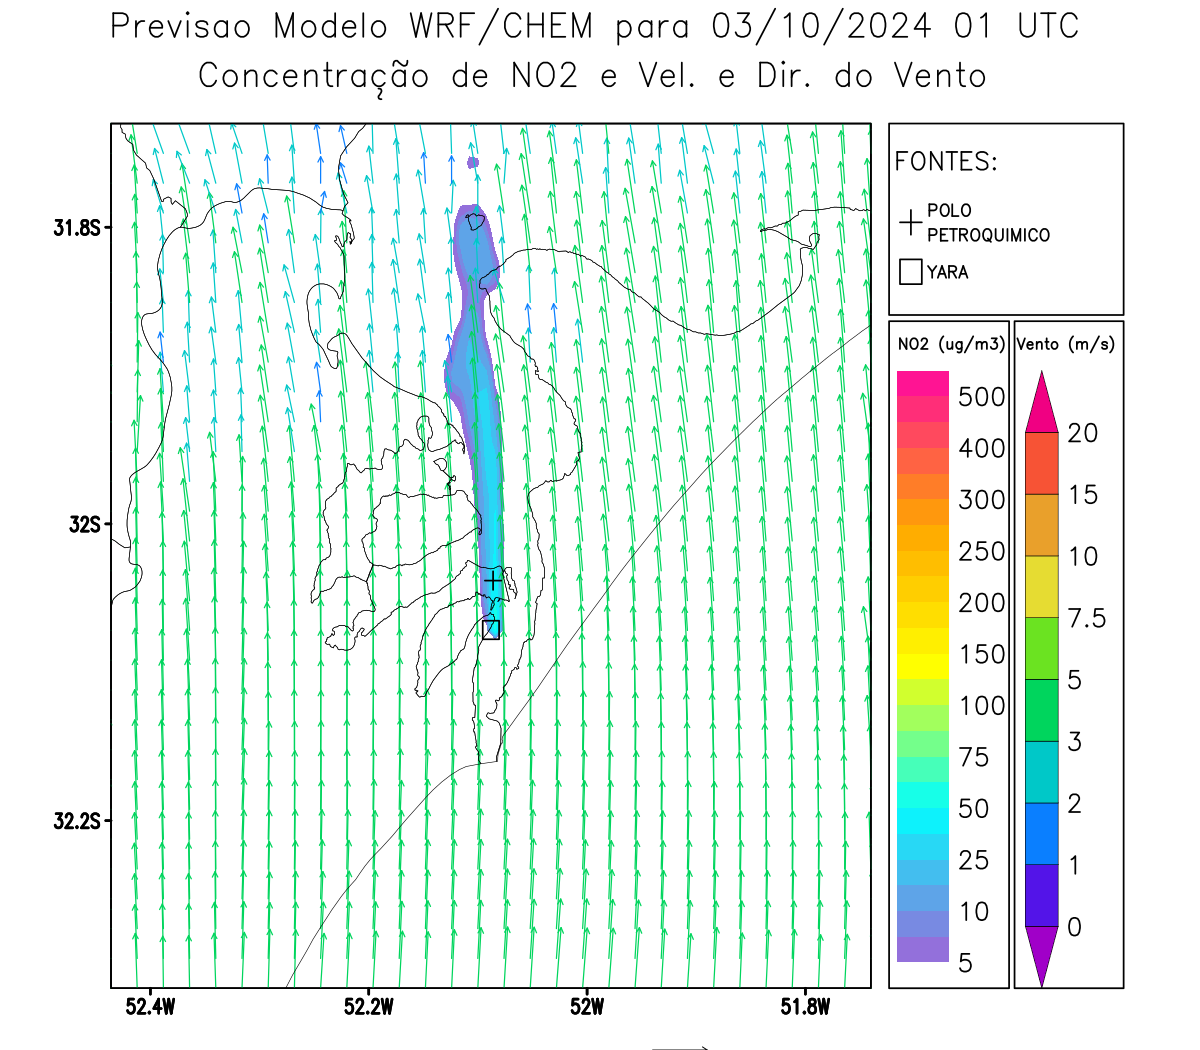 Previsao Modelo WRF/CHEM para 03/10/2024 01 UTC
Concentração de NO2 e Vel. e Dir. do Vento
FONTES:
POLO
PETROQUIMICO
YARA
NO2 (ug/m3)
500
400
300
250
200
150
100
75
50
25
10
5
Vento (m/s)
20
15
10
7.5
5
3
2
1
0
31.8S
32S
32.2S
52.4W
52.2W
52W
51.8W